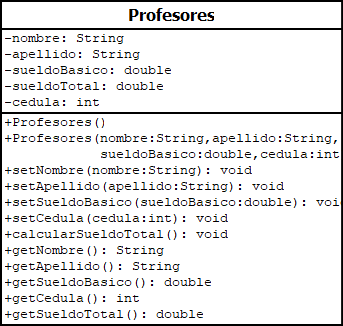 Profesores
-nombre: String
-apellido: String
-sueldoBasico: double
-sueldoTotal: double
-cedula: int
+Profesores()
+Profesores(nombre:String,apellido:String,
sueldoBasico:double,cedula:int
+setNombre(nombre:String): void
+setApellido(apellido:String): void
+setSueldoBasico(sueldoBasico:double): voi
+setCedula(cedula:int): void
+calcularSueldoTotal(): void
+getNombre(): String
+getApellido(): String
+getSueldoBasico(): double
+getCedula(): int
+getSueldoTotal(): double